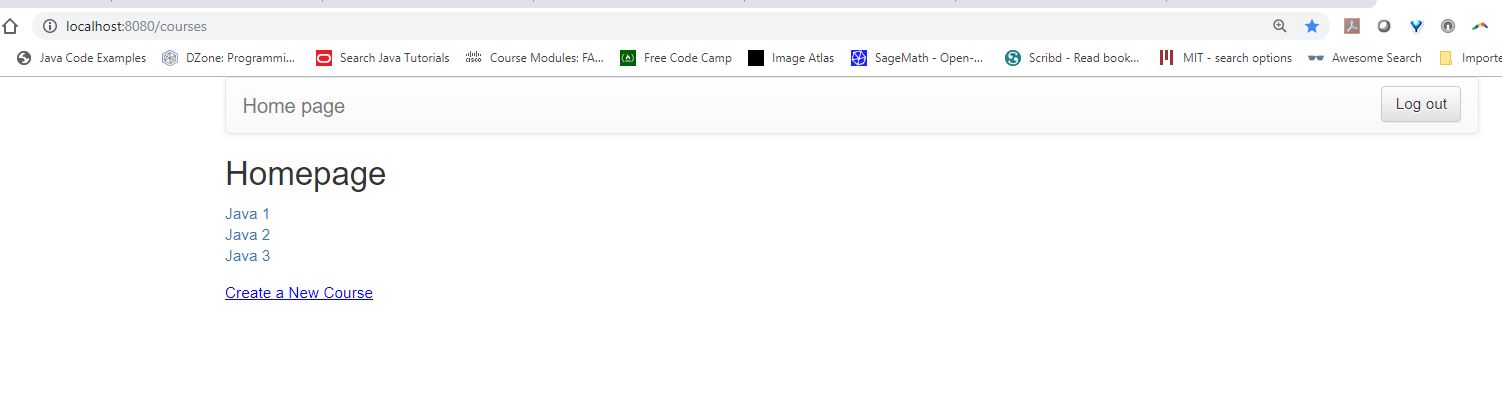 localhost:8080/courses
Java Code Examples DZone: Programmi... Search Java Tutorials Course Modules: FA... Free Code Camp Image Atlas SageMath - Open-... Scribd - Read book... MIT - search options Awesome Search Importe
Home page Log out
Homepage
Java 1
Java 2
Java 3
Create a New Course